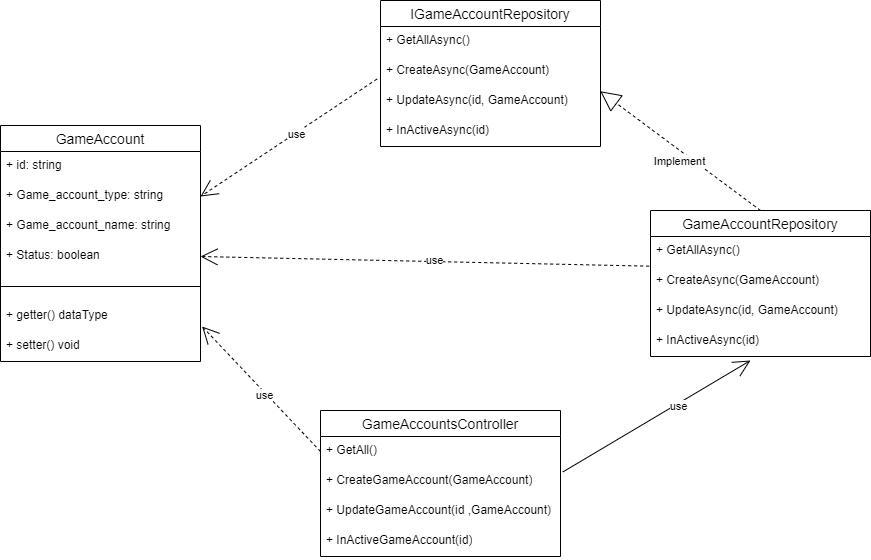 IGameAccountRepository
+ GetAllAsync()
+ CreateAsync(GameAccount)
+ UpdateAsync(id, GameAccount)
+ InActiveAsync(id)
use
Implement
GameAccount
+ id: string
+ Game_account_type: string
+ Game_account_name: string
+ Status: boolean
+ getter() dataType
+ setter() void
use
GameAccountRepository
+ GetAllAsync()
+ CreateAsync(GameAccount)
+ UpdateAsync(id, GameAccount)
+ InActiveAsync(id)
use
use
GameAccountsController
+ GetAll()
+ CreateGameAccount(GameAccount)
+ UpdateGameAccount(id ,GameAccount)
+ InActiveGameAccount(id)